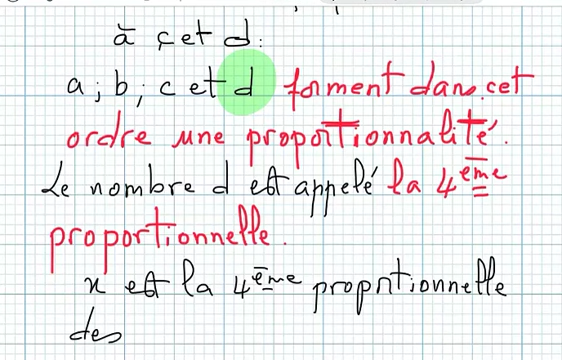 à c et d.
a ; b ; c et d forment dans cet
ordre une proportionnalité.
Le nombre d est appelé la 4ème
proportionnelle.
x est la 4ème proportionnelle
des